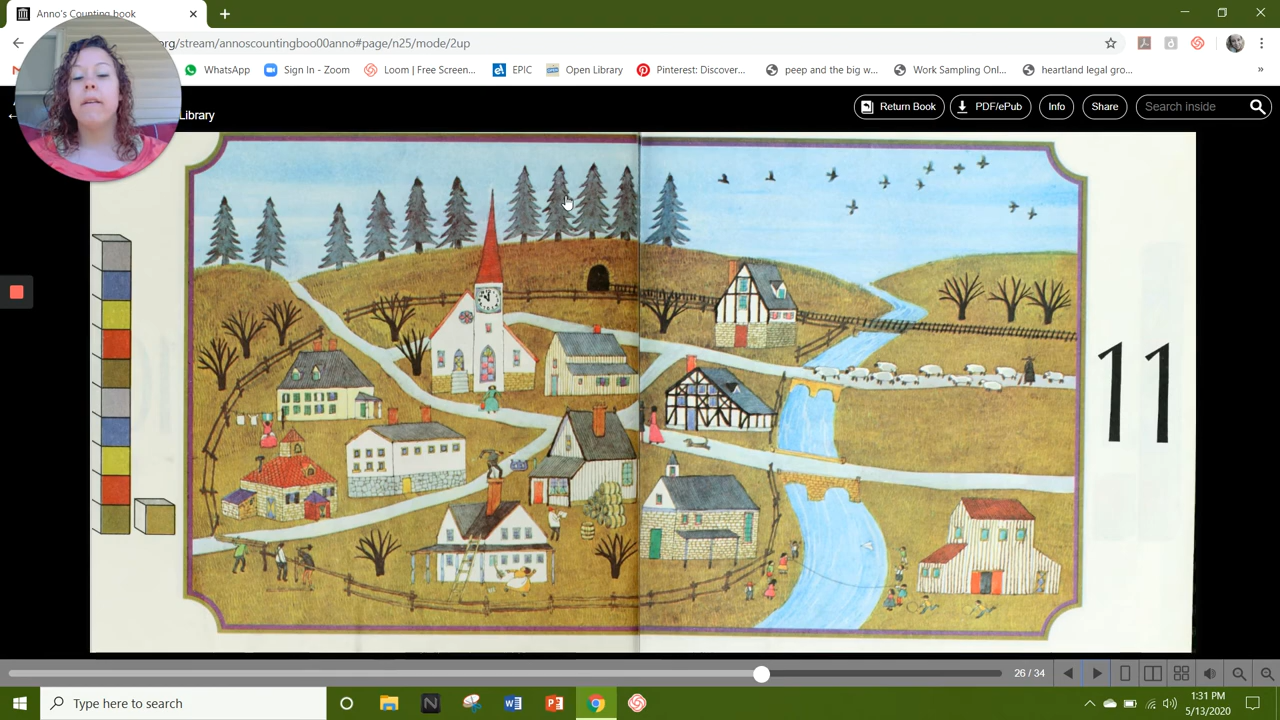 Anno's Counting book
org/stream/annoscountingboo00anno#page/n25/mode/2up
WhatsApp
Sign In - Zoom
Loom | Free Screen...
EPIC
Open Library
Pinterest: Discover...
peep and the big w...
Work Sampling Onl...
heartland legal gro...
»
Library
Return Book
PDF/ePub
Info
Share
Search inside
11
26 / 34
Type here to search
1:31 PM
5/13/2020